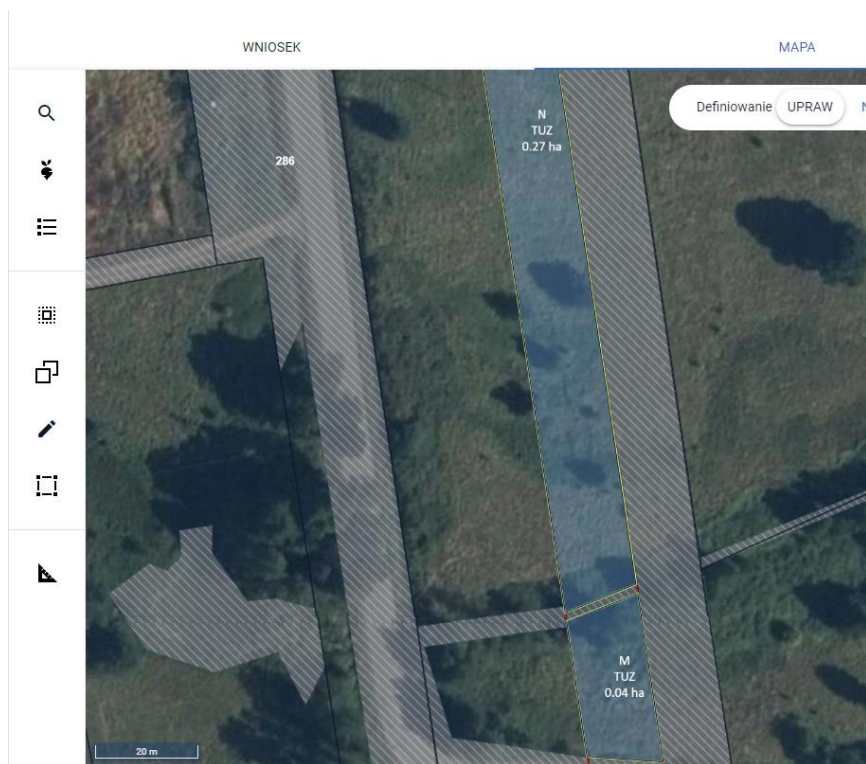 WNIOSEK
MAPA
Definiowanie UPRAW N
N
TUZ
0.27 ha
286
M
TUZ
0.04 ha
20 m